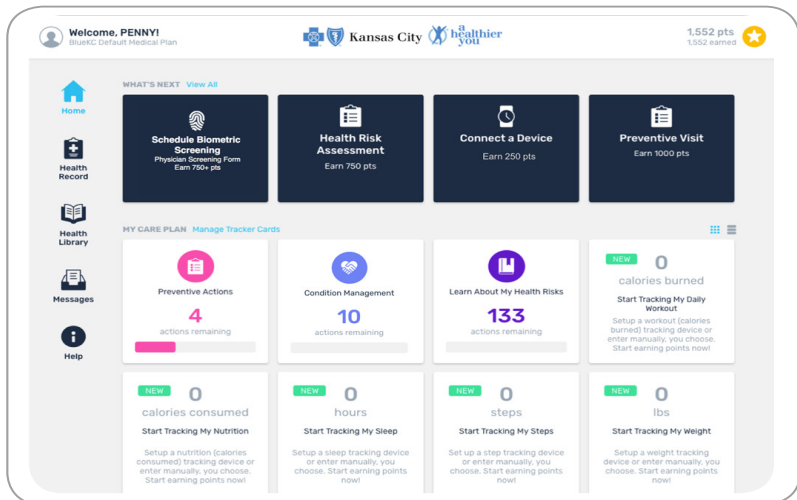 Welcome, PENNY!
BlueKC Default Medical Plan
Kansas City
a healthier you
1,552 pts
1,552 earned
Home
Health Record
Health Library
Messages
Help
WHAT'S NEXT View All
Schedule Biometric
Screening
Physician Screening Form
Earn 750+ pts
Health Risk
Assessment
Earn 750 pts
Connect a Device
Earn 250 pts
Preventive Visit
Earn 1000 pts
MY CARE PLAN Manage Tracker Cards
Preventive Actions
4
actions remaining
Condition Management
10
actions remaining
Learn About My Health Risks
133
actions remaining
NEW 0
calories burned
Start Tracking My Daily
Workout
Setup a workout (calories
burned) tracking device or
enter manually, you choose.
Start earning points now!
NEW 0
calories consumed
Start Tracking My Nutrition
Setup a nutrition (calories
consumed) tracking device or
enter manually, you choose.
Start earning points now!
NEW 0
hours
Start Tracking My Sleep
Setup a sleep tracking device
or enter manually, you
choose. Start earning points
now!
NEW 0
steps
Start Tracking My Steps
Set up a step tracking device
or enter manually, you
choose. Start earning points
now!
NEW 0
lbs
Start Tracking My Weight
Setup a weight tracking
device or enter manually, you
choose. Start earning points
now!